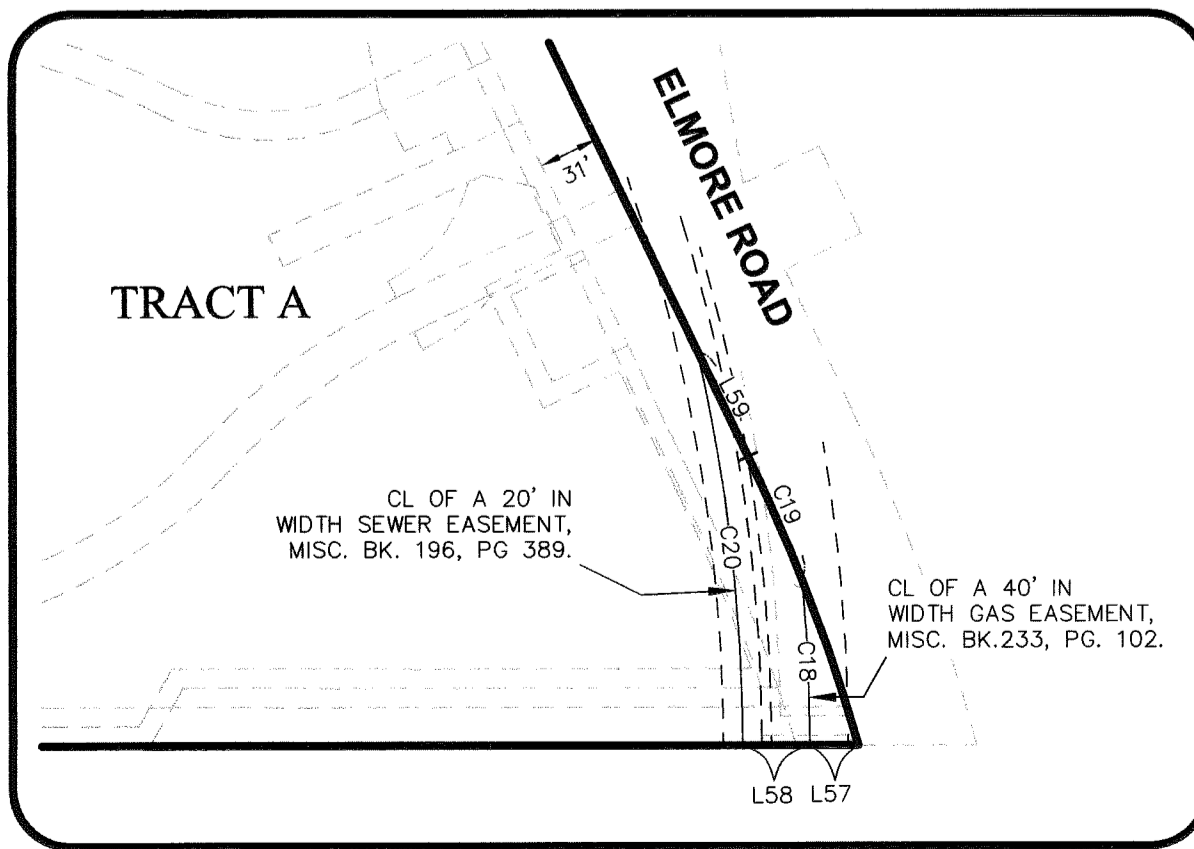 ELMORE ROAD
31'
TRACT A
L59
C19
CL OF A 20' IN
WIDTH SEWER EASEMENT,
MISC. BK. 196, PG 389.
C20
CL OF A 40' IN
WIDTH GAS EASEMENT,
MISC. BK.233, PG. 102.
C18
L58
L57